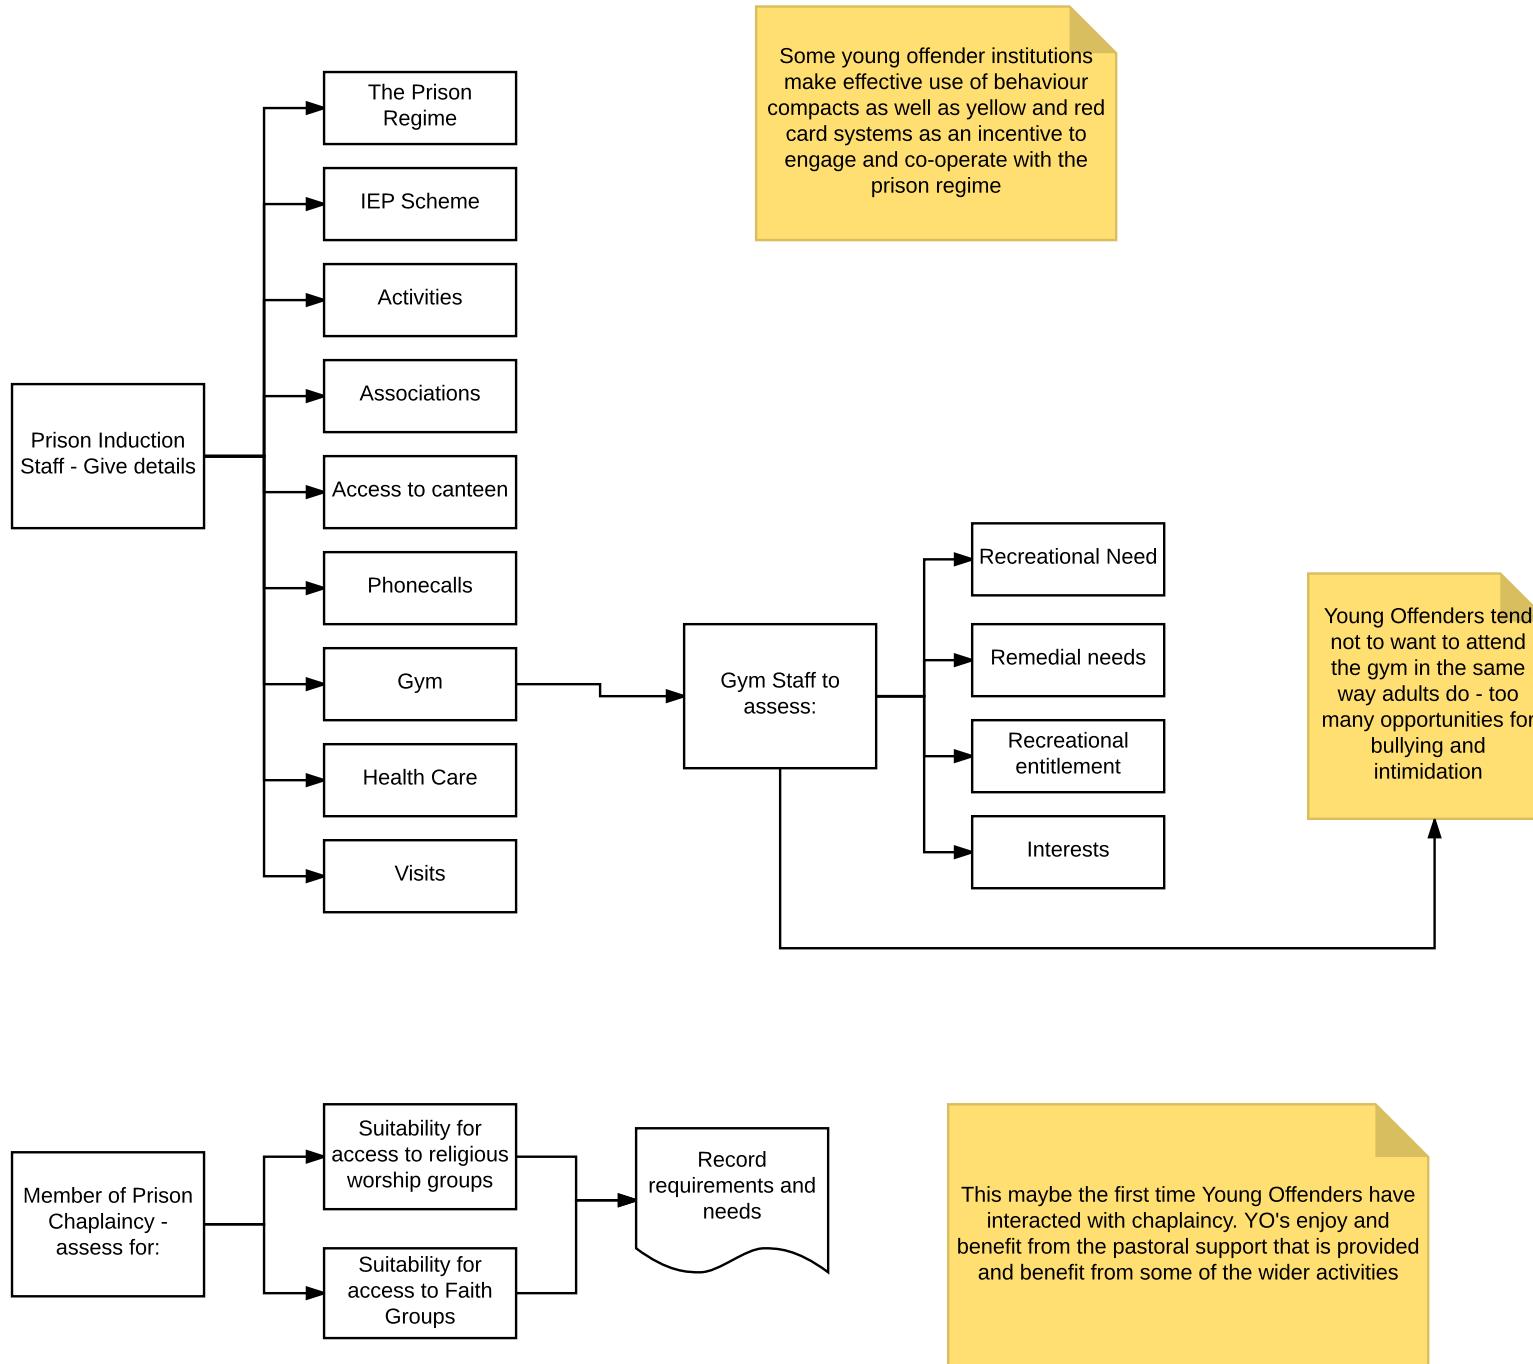 Some young offender institutions
make effective use of behaviour
compacts as well as yellow and red
card systems as an incentive to
engage and co-operate with the
prison regime
The Prison
Regime
IEP Scheme
Activities
Associations
Prison Induction
Staff - Give details
Access to canteen
Phonecalls
Gym
Health Care
Visits
Gym Staff to
assess:
Recreational Need
Remedial needs
Recreational
entitlement
Interests
Young Offenders tend
not to want to attend
the gym in the same
way adults do - too
many opportunities for
bullying and
intimidation
Member of Prison
Chaplaincy -
assess for:
Suitability for
access to religious
worship groups
Suitability for
access to Faith
Groups
Record
requirements and
needs
This maybe the first time Young Offenders have
interacted with chaplaincy. YO's enjoy and
benefit from the pastoral support that is provided
and benefit from some of the wider activities